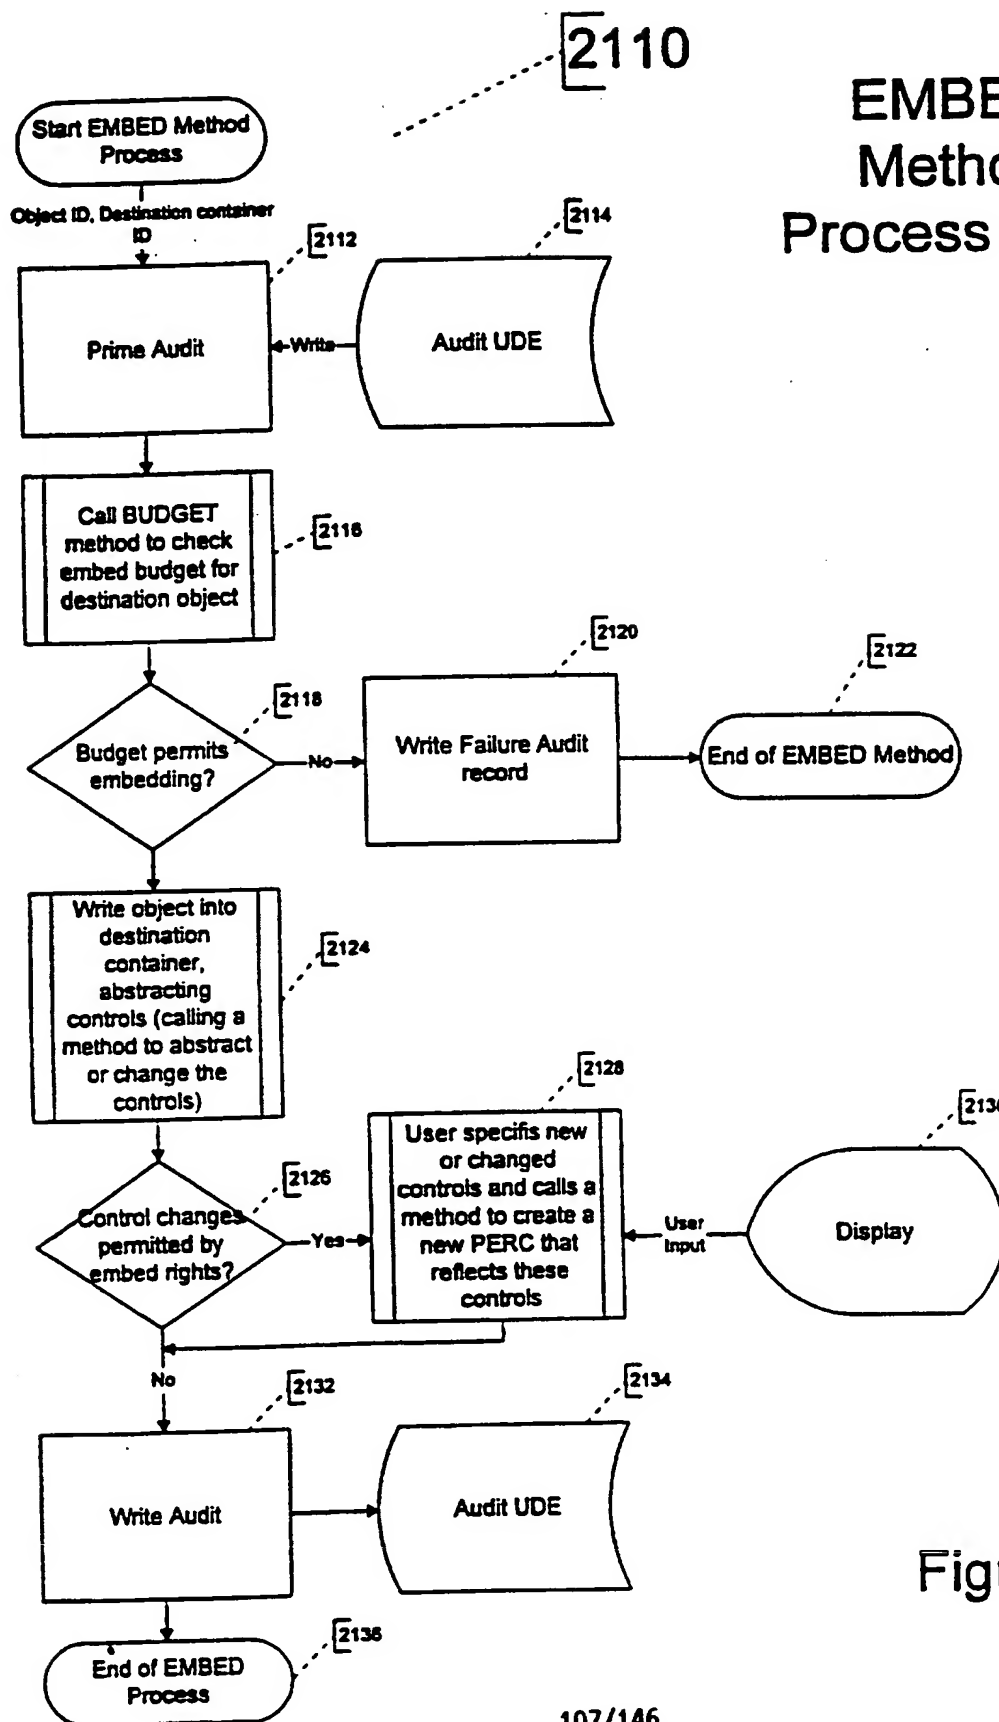 2110
EMBE
Metho
Process
Start EMBED Method
Process
Object ID, Destination container
ID
2112
2114
Prime Audit
Write
Audit UDE
Call BUDGET
method to check
embed budget for
destination object
2116
2118
Budget permits
embedding?
No
2120
Write Failure Audit
record
2122
End of EMBED Method
Write object into
destination
container,
abstracting
controls (calling a
method to abstract
or change the
controls)
2124
2126
Control changes
permitted by
embed rights?
Yes
2128
User specifis new
or changed
controls and calls a
method to create a
new PERC that
reflects these
controls
User
Input
2130
Display
No
2132
Write Audit
2134
Audit UDE
Figu
2136
End of EMBED
Process
107/146